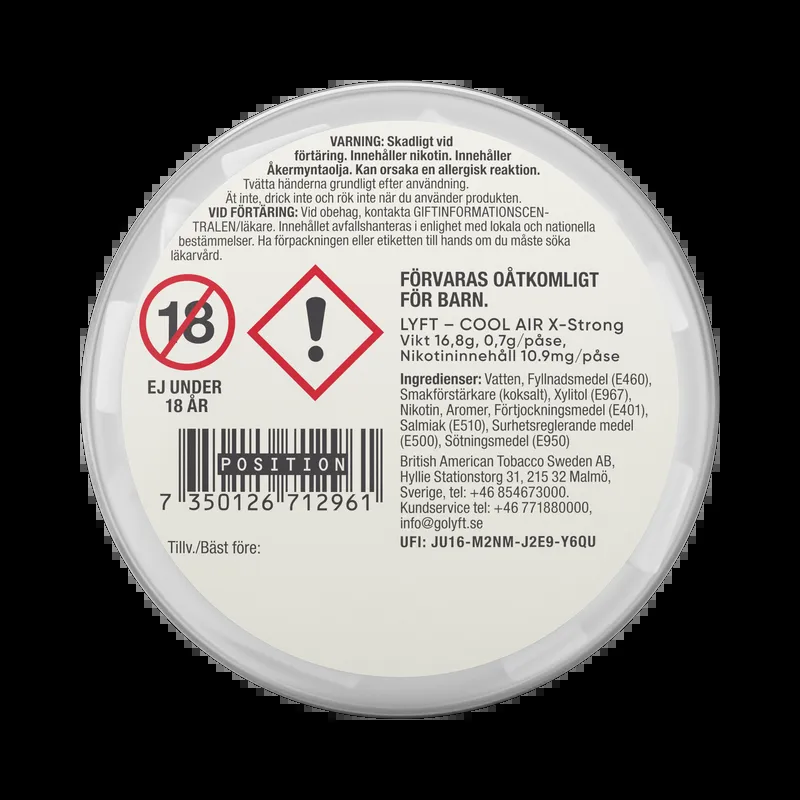 VARNING: Skadligt vid
förtäring. Innehåller nikotin. Innehåller
Åkermyntaolja. Kan orsaka en allergisk reaktion.
Tvätta händerna grundligt efter användning.
Ät inte, drick inte och rök inte när du använder produkten.
VID FÖRTÄRING: Vid obehag, kontakta GIFTINFORMATIONSCEN-
TRALEN/läkare. Innehållet avfallshanteras i enlighet med lokala och nationella
bestämmelser. Ha förpackningen eller etiketten till hands om du måste söka
läkarvård.
18
EJ UNDER
18 ÅR
POSITION
7 350126 712961
Tillv./Bäst före:
FÖRVARAS OÅTKOMLIGT
FÖR BARN.
LYFT – COOL AIR X-Strong
Vikt 16,8g, 0,7g/påse,
Nikotininnehåll 10.9mg/påse
Ingredienser: Vatten, Fyllnadsmedel (E460),
Smakförstärkare (koksalt), Xylitol (E967),
Nikotin, Aromer, Förtjockningsmedel (E401),
Salmiak (E510), Surhetsreglerande medel
(E500), Sötningsmedel (E950)
British American Tobacco Sweden AB,
Hyllie Stationstorg 31, 215 32 Malmö,
Sverige, tel: +46 854673000.
Kundservice tel: +46 771880000,
info@golyft.se
UFI: JU16-M2NM-J2E9-Y6QU